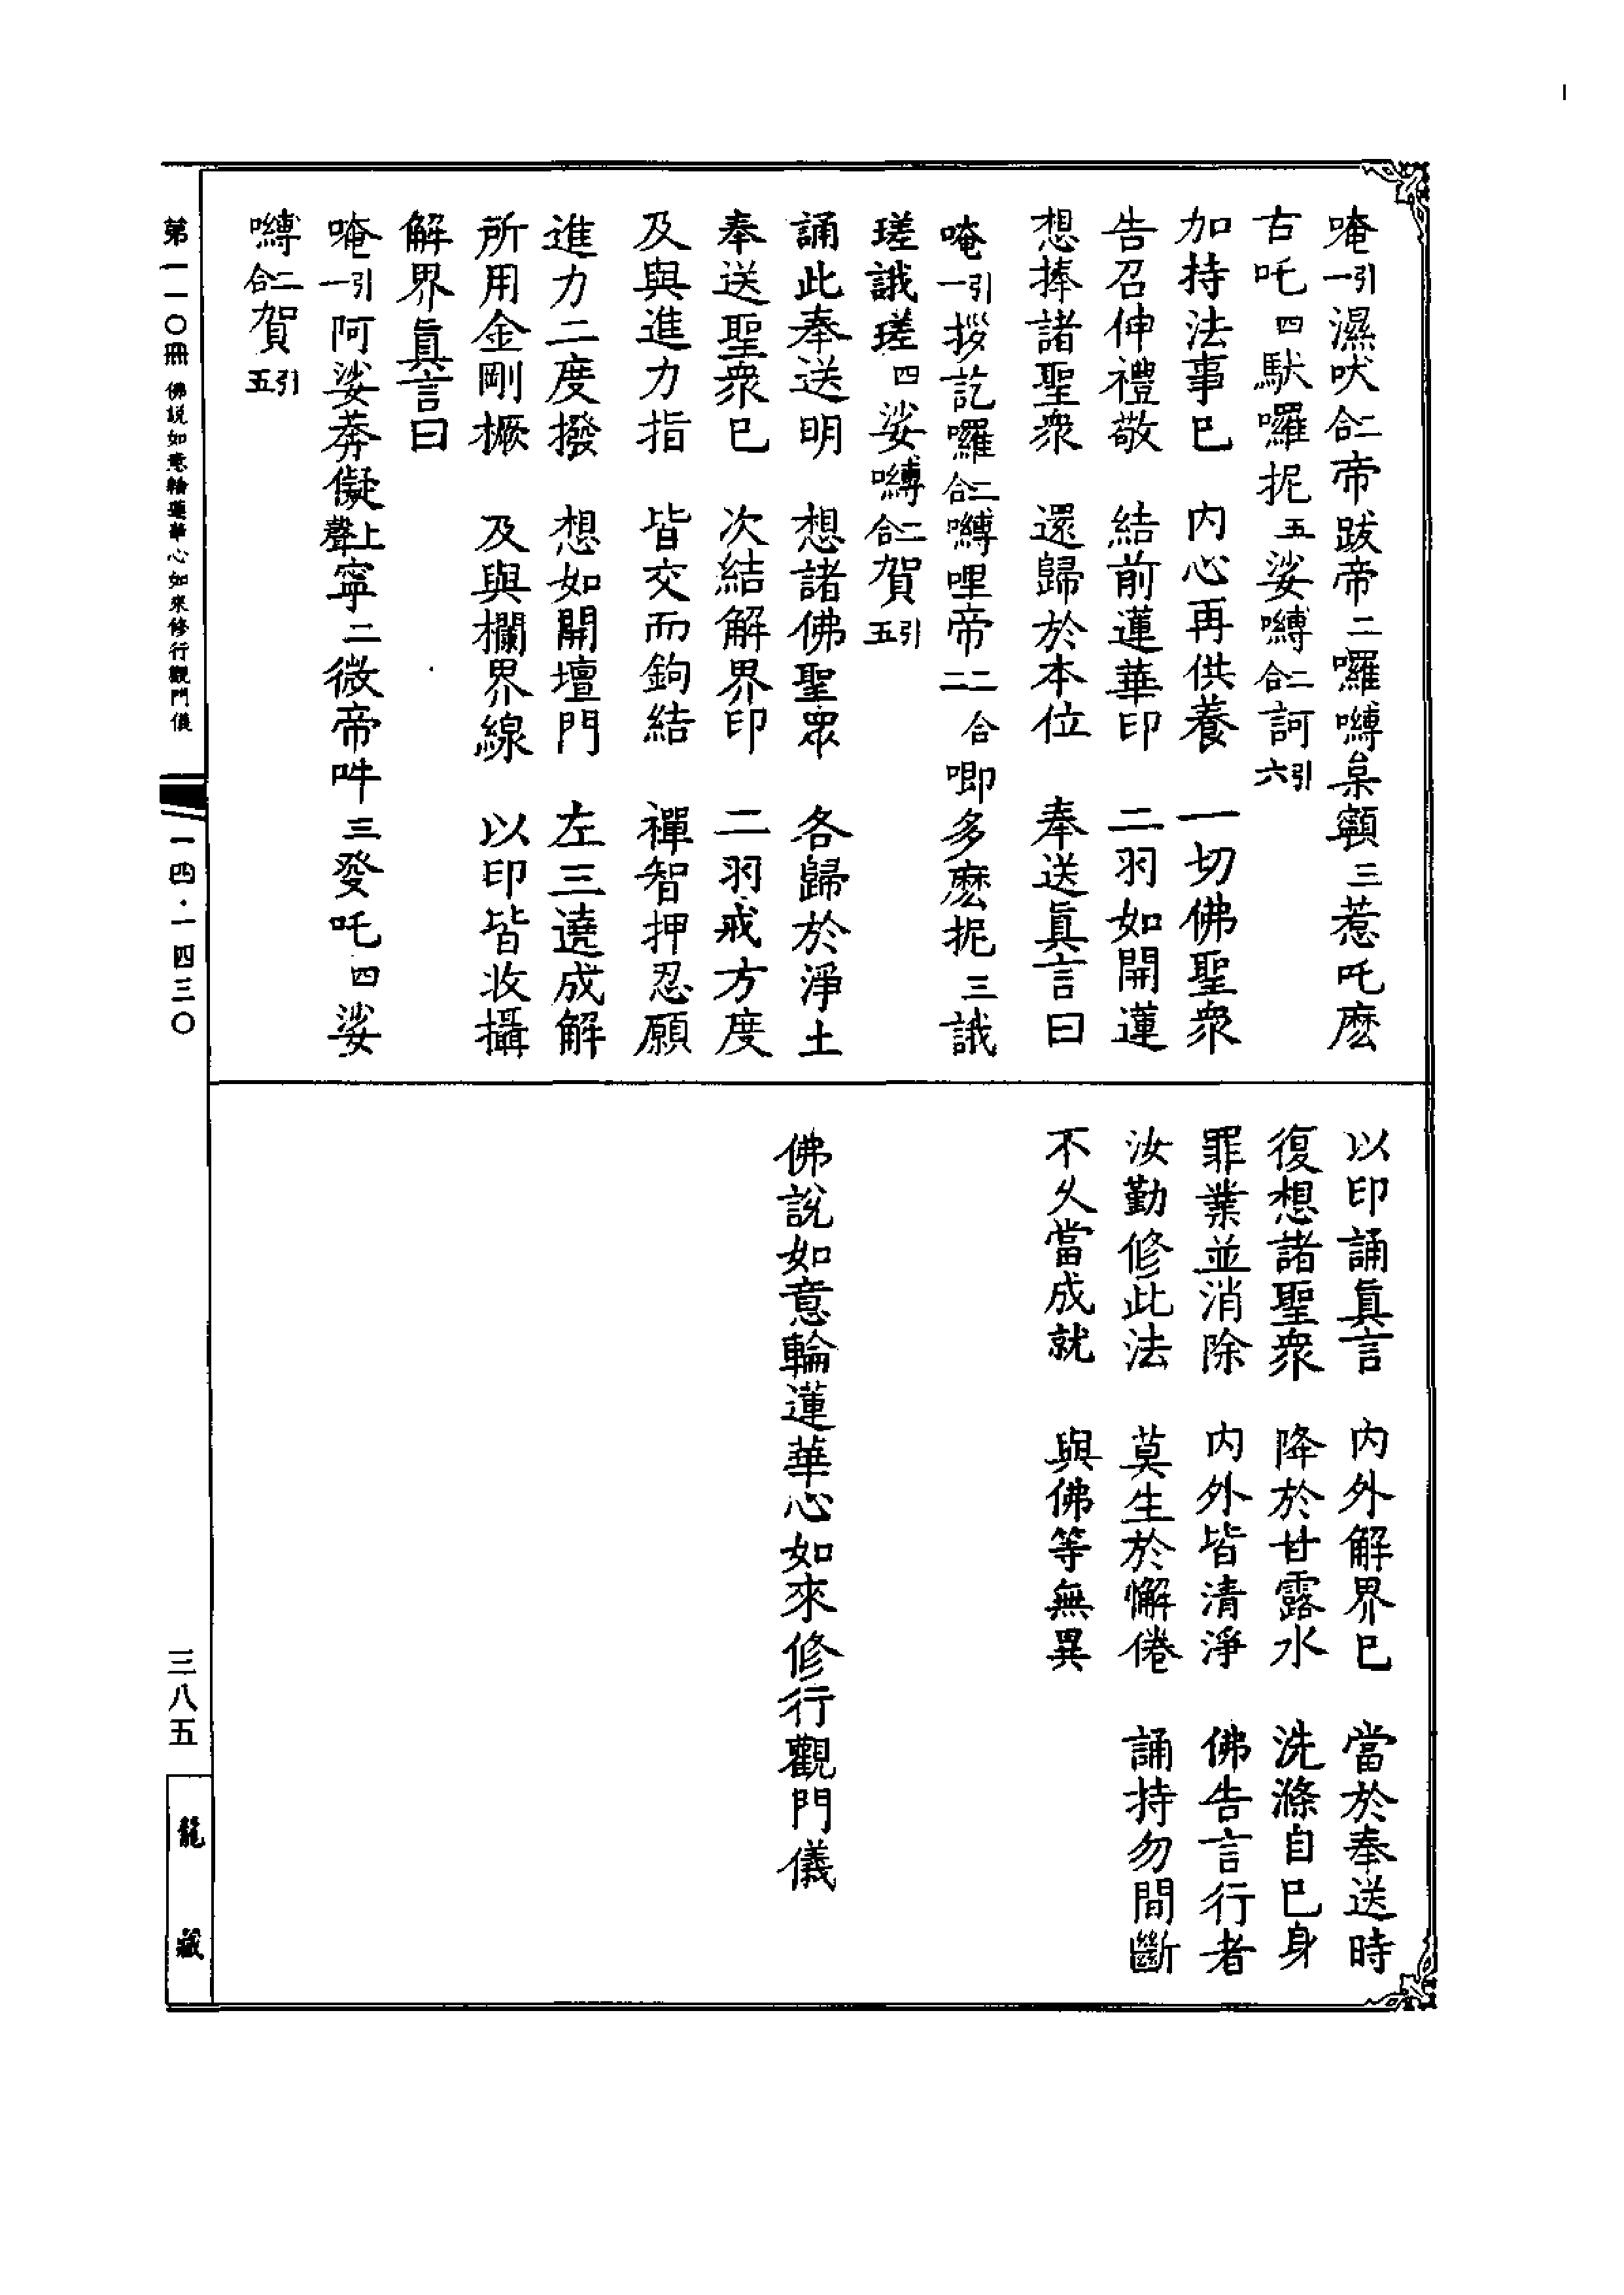 唵引一濕吠二合帝跋帝二囉嚩枲顐三惹吒麽
古吒四馱囉抳五娑嚩二合訶引六
加持法事已　內心再供養　一切佛聖衆
告召伸禮敬　結前蓮華印　二羽如開蓮
想捧諸聖衆　還歸於本位　奉送眞言曰
唵引一拶訖囉二合嚩哩帝二二合唧多麽抳三誐
瑳誐瑳四娑嚩二合賀引五
誦此奉送明　想諸佛聖眾　各歸於淨土
奉送聖衆已　次結解界印　二羽戒方度
及與進力指　皆交而鉤結　禪智押忍願
進力二度撥　想如開壇門　左三遶成解
所用金剛橛　及與欄界線　以印皆收攝
解界眞言曰
唵引一阿娑莽儗上聲寧二微帝吽三癹吒四娑
嚩二合賀引五
以印誦眞言　內外解界已　當於奉送時
復想諸聖衆　降於甘露水　洗滌自已身
罪業並消除　內外皆清淨　佛告言行者
汝勤修此法　莫生於懈倦　誦持勿間斷
不久當成就　與佛等無異
佛說如意輪蓮華心如來修行觀門儀
第一一〇冊　佛說如意輪蓮華心如來修行觀門儀　一四・一四三〇　三八五　龍藏